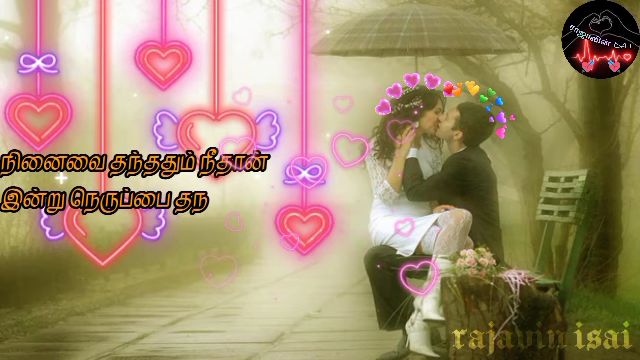 நினைவை தந்ததும் நீதான்
இன்று நெருப்பை தந
rajavin isai